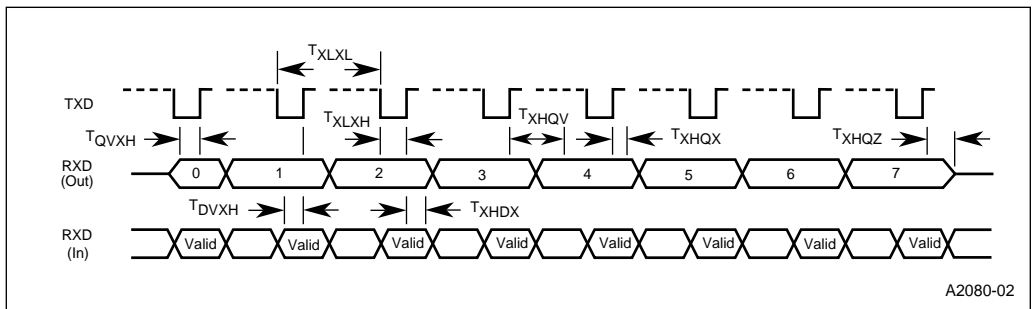 TXLXL
TXD
TXLXH
TXHQV
TQVXH
TXHQX
TXHQZ
RXD
(Out)
0 1 2 3 4 5 6 7
TDVXH
TXHDX
RXD
(In)
Valid Valid Valid Valid Valid Valid Valid Valid
A2080-02